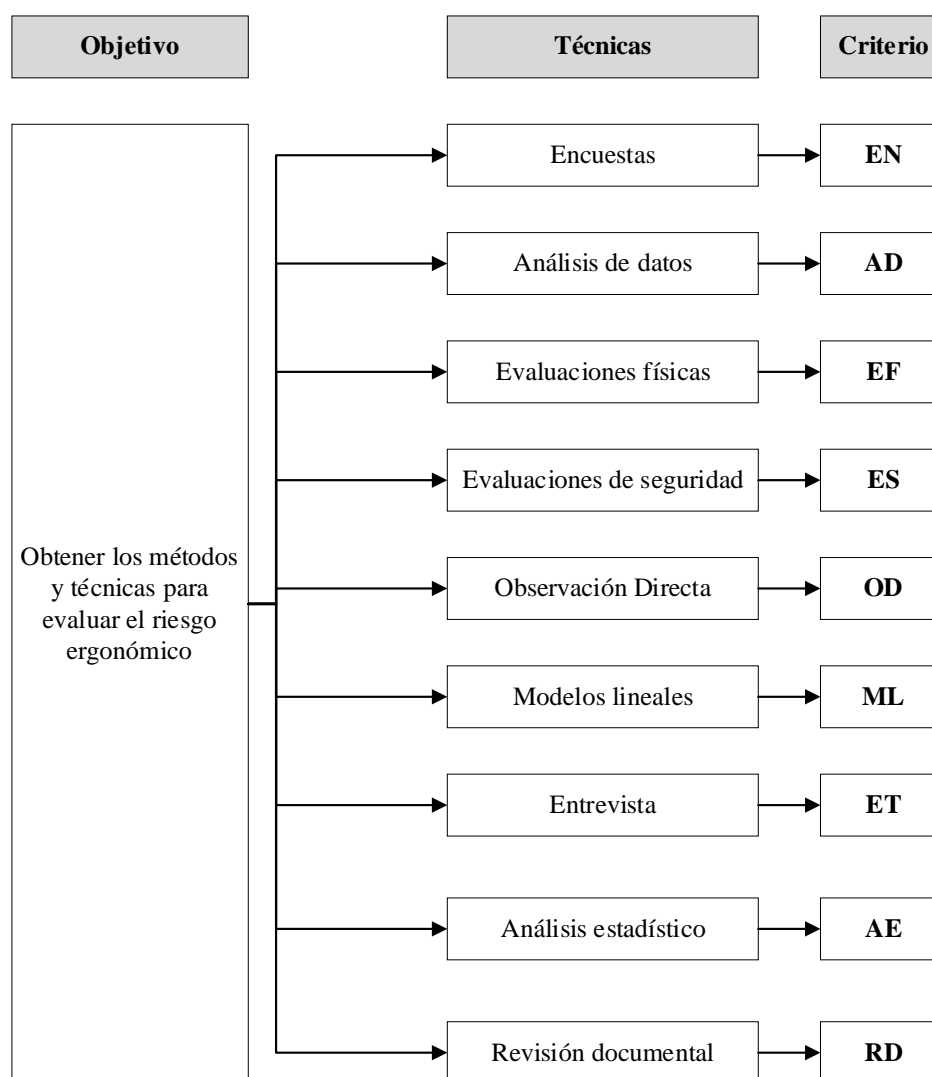 Objetivo
Técnicas
Criterio
Encuestas
EN
Análisis de datos
AD
Evaluaciones físicas
EF
Evaluaciones de seguridad
ES
Obtener los métodos
y técnicas para
evaluar el riesgo
ergonómico
Observación Directa
OD
Modelos lineales
ML
Entrevista
ET
Análisis estadístico
AE
Revisión documental
RD